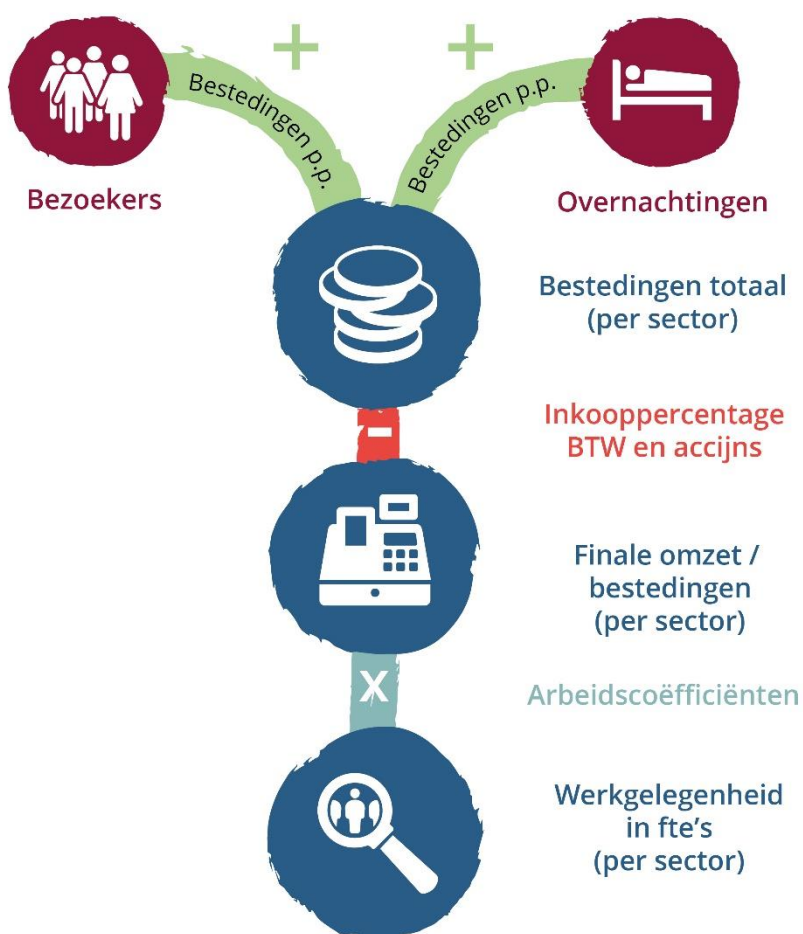 +
+
Bestedingen p.p.
Bestedingen p.p.
Bezoekers
Overnachtingen
Bestedingen totaal
(per sector)
-
Inkooppercentage
BTW en accijns
Finale omzet /
bestedingen
(per sector)
X
Arbeidscoëfficiënten
Werkgelegenheid
in fte's
(per sector)